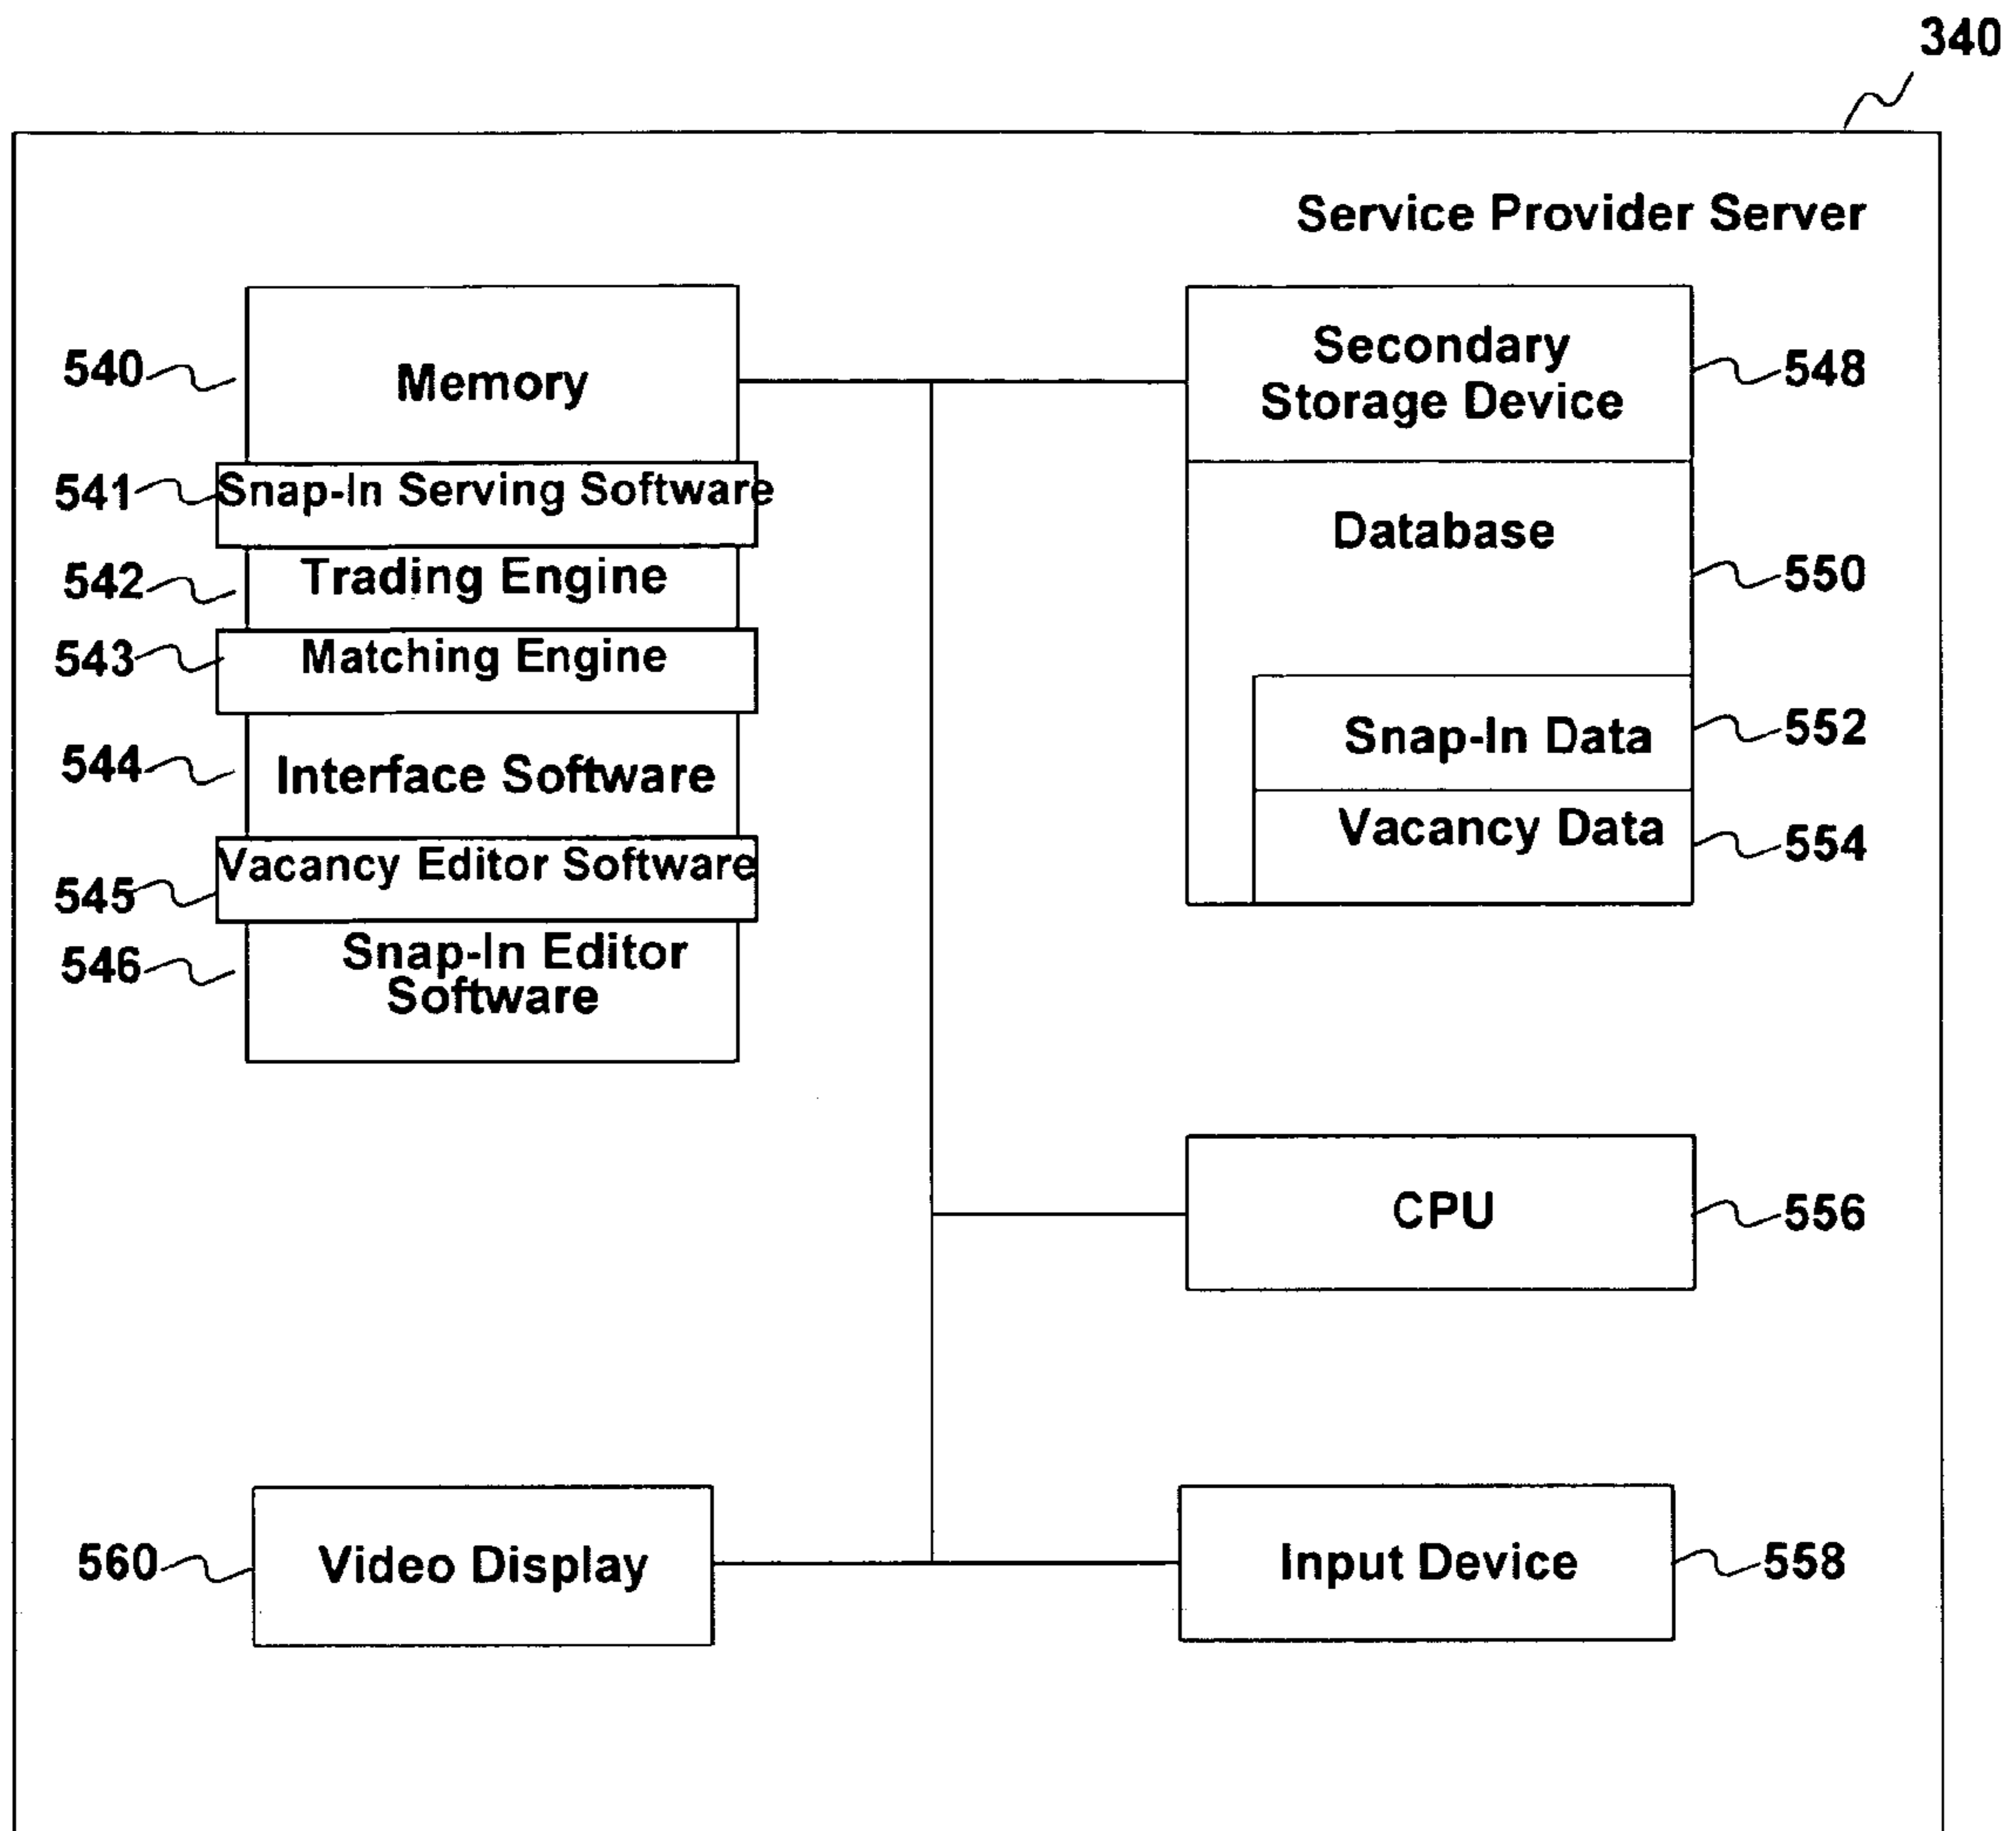 340
Service Provider Server
540
Memory
541
Snap-In Serving Software
542
Trading Engine
543
Matching Engine
544
Interface Software
545
Vacancy Editor Software
546
Snap-In Editor
Software
Secondary
Storage Device
548
Database
550
Snap-In Data
552
Vacancy Data
554
CPU
556
560
Video Display
Input Device
558